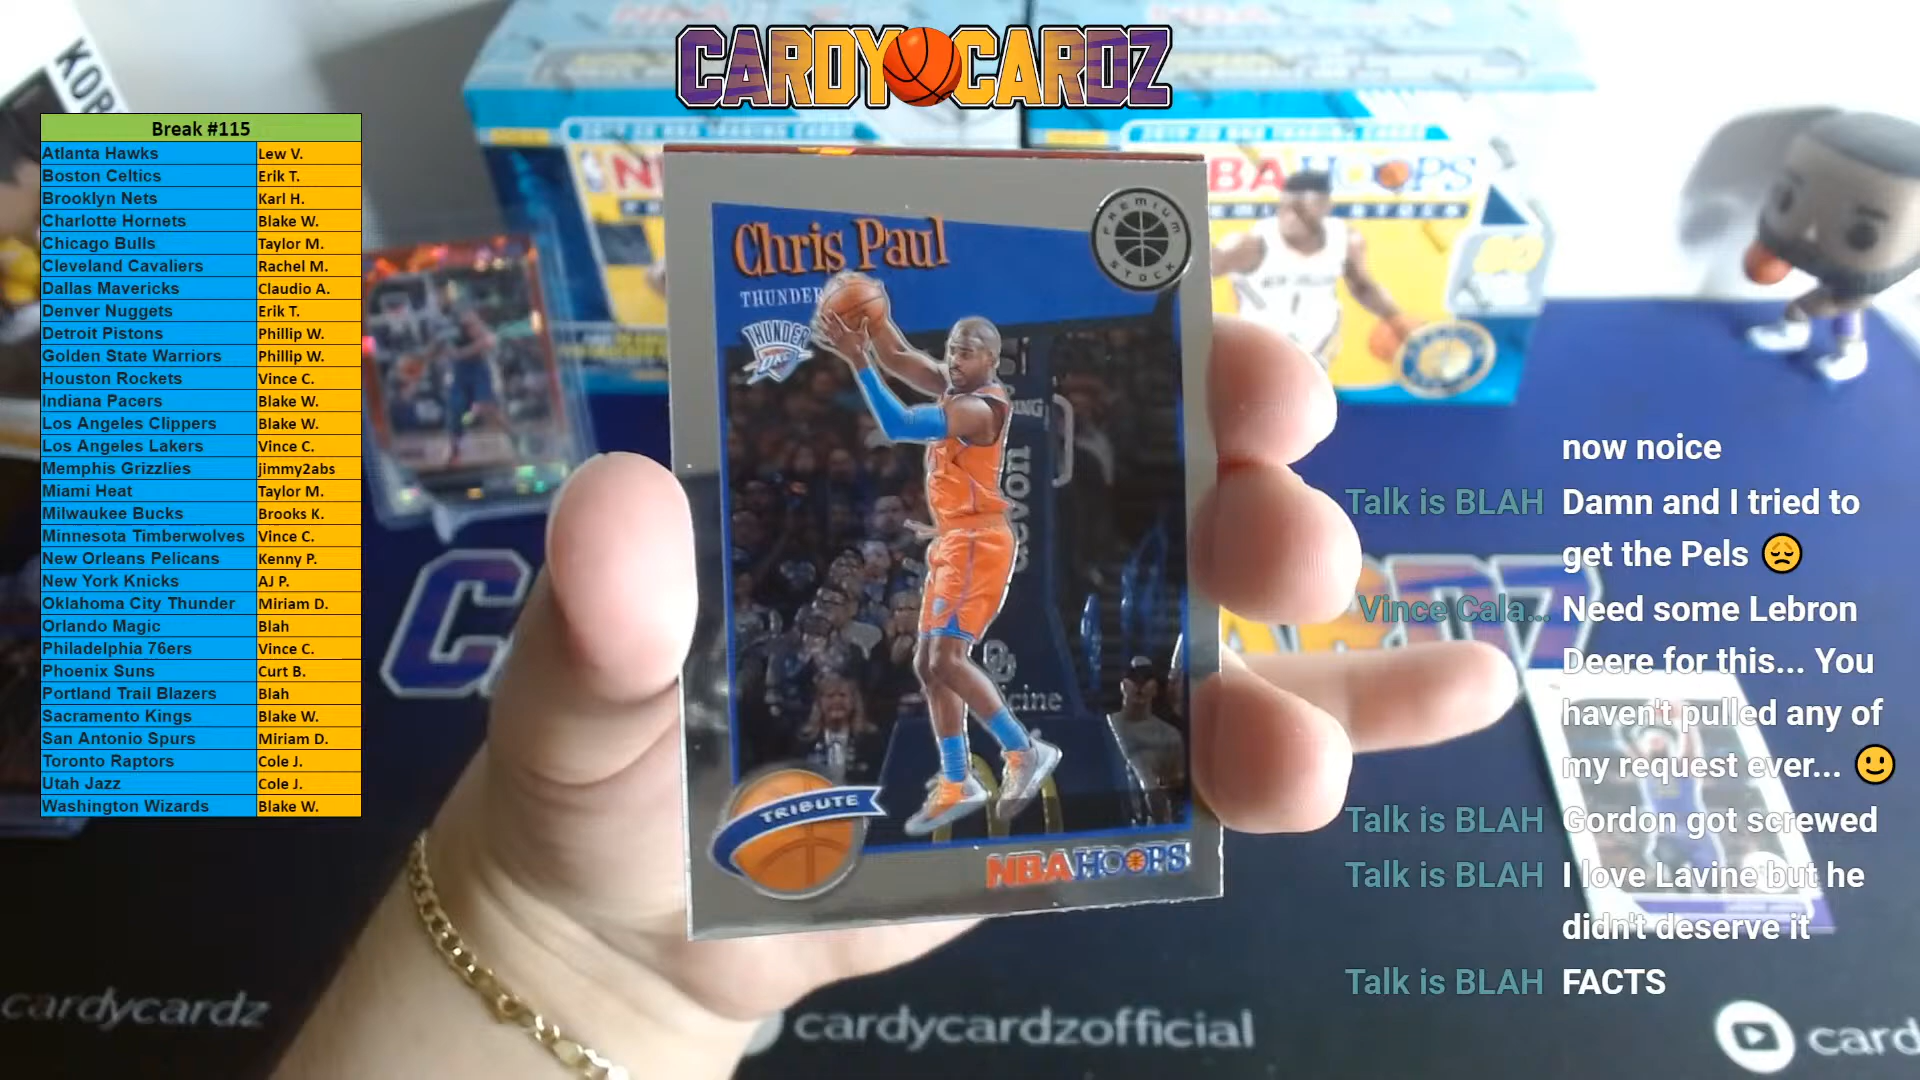 CARDY CARDZ
KOB
Break #115
Atlanta Hawks Lew V.
Boston Celtics Erik T.
Brooklyn Nets Karl H.
Charlotte Hornets Blake W.
Chicago Bulls Taylor M.
Cleveland Cavaliers Rachel M.
Dallas Mavericks Claudio A.
Denver Nuggets Erik T.
Detroit Pistons Phillip W.
Golden State Warriors Phillip W.
Houston Rockets Vince C.
Indiana Pacers Blake W.
Los Angeles Clippers Blake W.
Los Angeles Lakers Vince C.
Memphis Grizzlies jimmy2abs
Miami Heat Taylor M.
Milwaukee Bucks Brooks K.
Minnesota Timberwolves Vince C.
New Orleans Pelicans Kenny P.
New York Knicks AJ P.
Oklahoma City Thunder Miriam D.
Orlando Magic Blah
Philadelphia 76ers Vince C.
Phoenix Suns Curt B.
Portland Trail Blazers Blah
Sacramento Kings Blake W.
San Antonio Spurs Miriam D.
Toronto Raptors Cole J.
Utah Jazz Cole J.
Washington Wizards Blake W.
Chris Paul
THUNDER
THUNDER
OKC
PREMIUM
STOCK
TRIBUTE
NBA HOOPS
NBA HOOPS
now noice
Talk is BLAH Damn and I tried to
get the Pels 😔
Vince Cala... Need some Lebron
Deere for this... You
haven't pulled any of
my request ever... 🙂
Talk is BLAH Gordon got screwed
Talk is BLAH I love Lavine but he
didn't deserve it
Talk is BLAH FACTS
cardycardz
cardycardzofficial
card